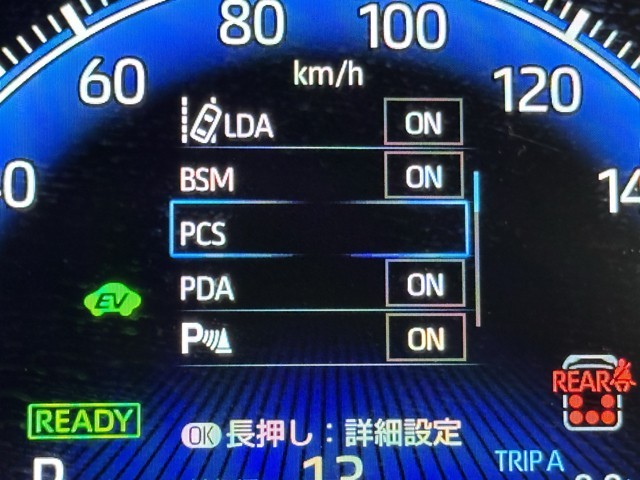 80
100
60
km/h
120
LDA
ON
BSM
ON
PCS
PDA
ON
P
ON
EV
REAR
READY
OK 長押し：詳細設定
TRIP A